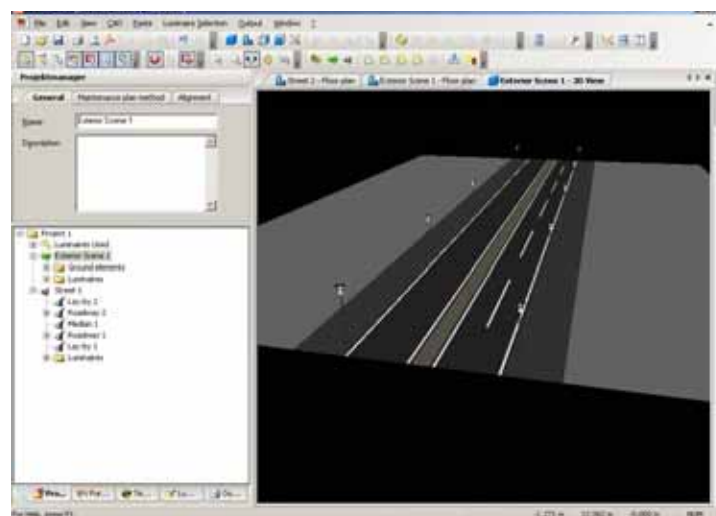 File Edit View CAD Paste Luminaire Selection Output Window ?
Projektmanager
General Maintenance plan method Alignment
Name Exterior Scene 1
Description
Project 1
Luminaires Used
Exterior Scene 1
Ground elements
Luminaires
Street 1
Lay-by 2
Roadway 2
Median 1
Roadway 1
Lay-by 1
Luminaires
Pro...
Street 1 - Floor plan Exterior Scene 1 - Floor plan Exterior Scene 1 - 3D View